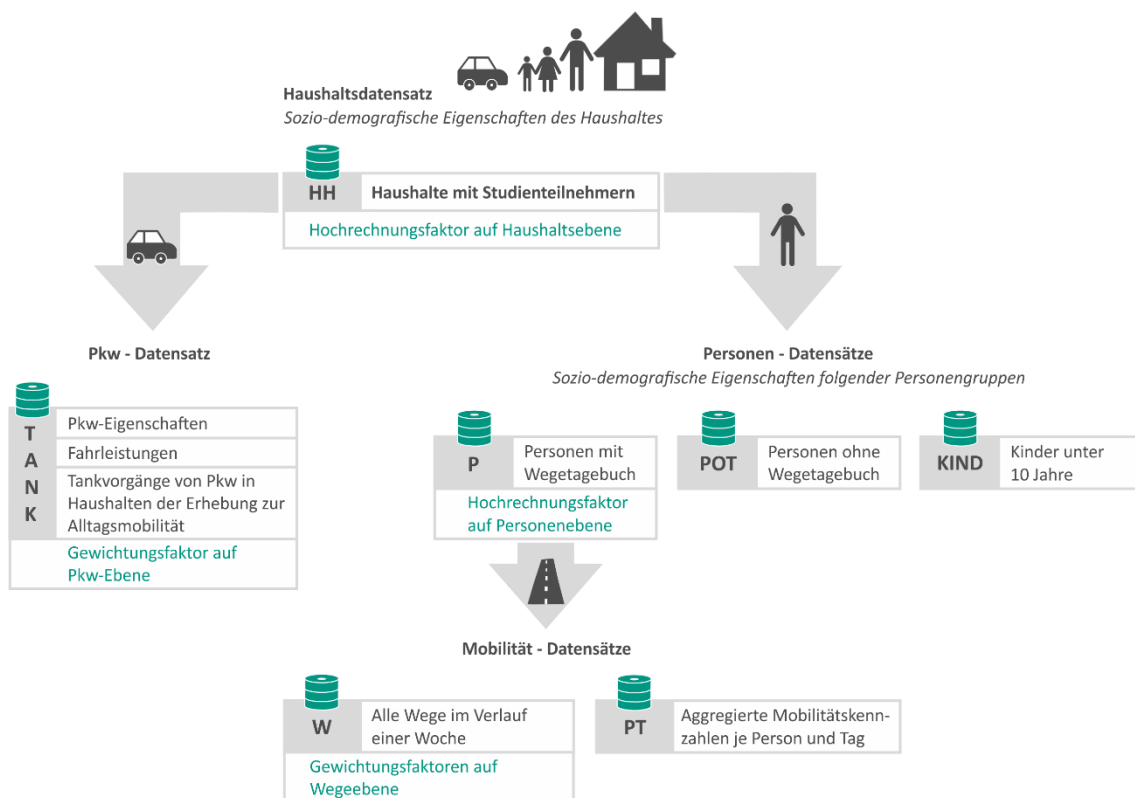 Haushaltsdatensatz
Sozio-demografische Eigenschaften des Haushaltes
HH
Haushalte mit Studienteilnehmern
Hochrechnungsfaktor auf Haushaltsebene
Pkw - Datensatz
TANK
Pkw-Eigenschaften
Fahrleistungen
Tankvorgänge von Pkw in
Haushalten der Erhebung zur
Alltagsmobilität
Gewichtungsfaktor auf
Pkw-Ebene
Personen - Datensätze
Sozio-demografische Eigenschaften folgender Personengruppen
P
Personen mit
Wegetagebuch
Hochrechnungsfaktor
auf Personenebene
POT
Personen ohne
Wegetagebuch
KIND
Kinder unter
10 Jahre
Mobilität - Datensätze
W
Alle Wege im Verlauf
einer Woche
Gewichtungsfaktoren auf
Wegeebene
PT
Aggregierte Mobilitätskenn-
zahlen je Person und Tag